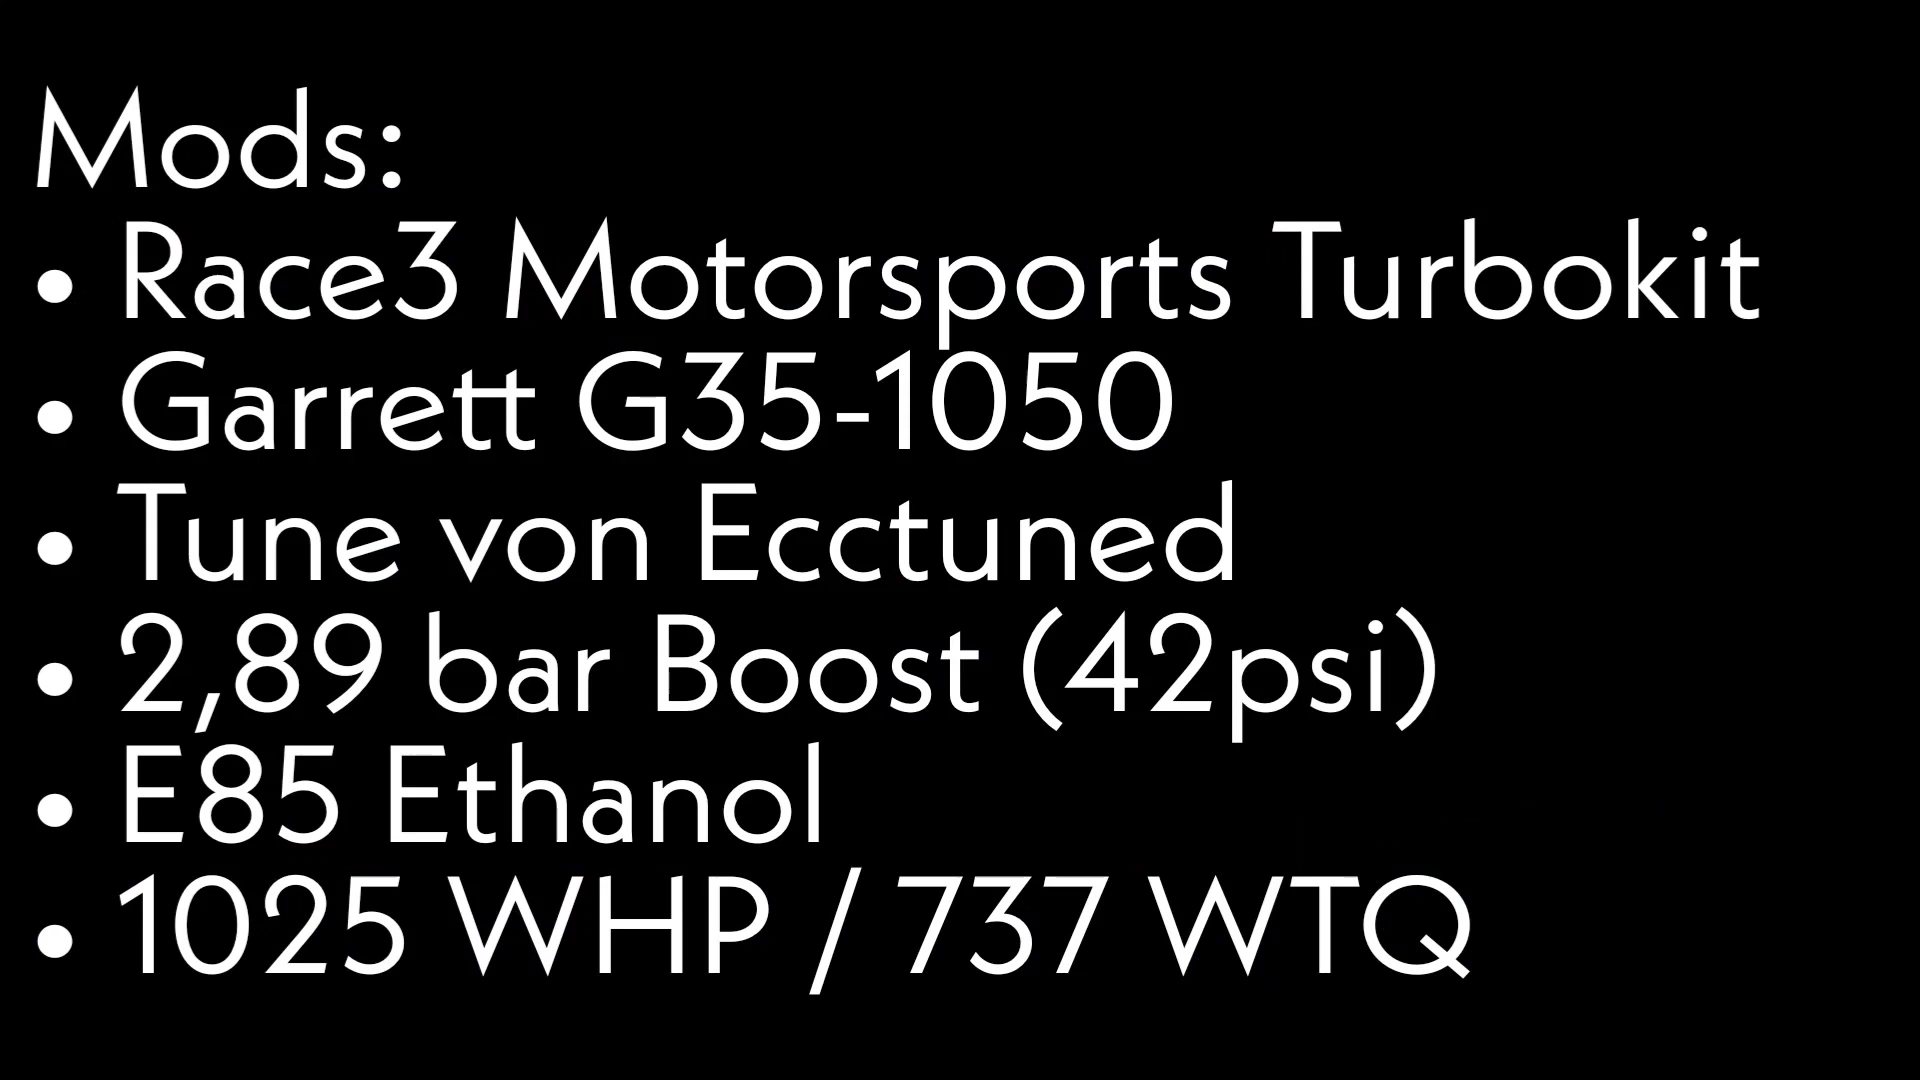 Mods:
• Race3 Motorsports Turbokit
• Garrett G35-1050
• Tune von Ecctuned
• 2,89 bar Boost (42psi)
• E85 Ethanol
• 1025 WHP / 737 WTQ